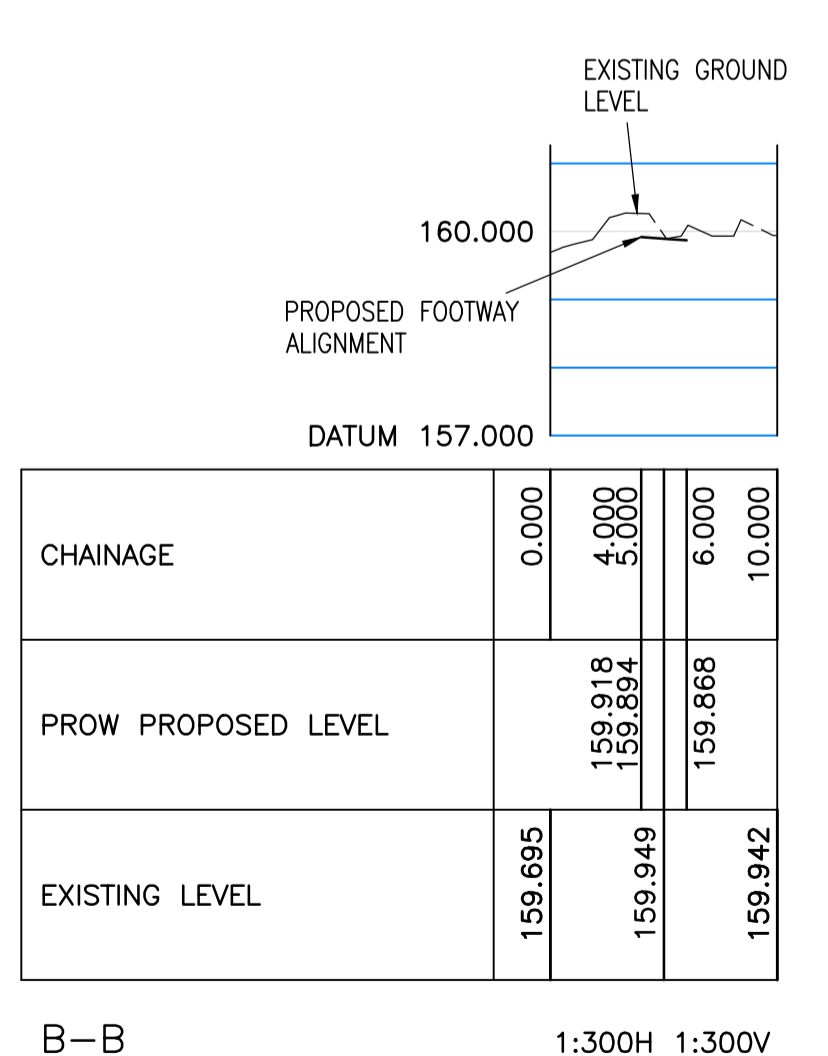 EXISTING GROUND
LEVEL
160.000
PROPOSED FOOTWAY
ALIGNMENT
DATUM 157.000
CHAINAGE
0.000
4.000
5.000
6.000
10.000
PROW PROPOSED LEVEL
159.918
159.894
159.868
EXISTING LEVEL
159.695
159.949
159.942
B-B
1:300H 1:300V